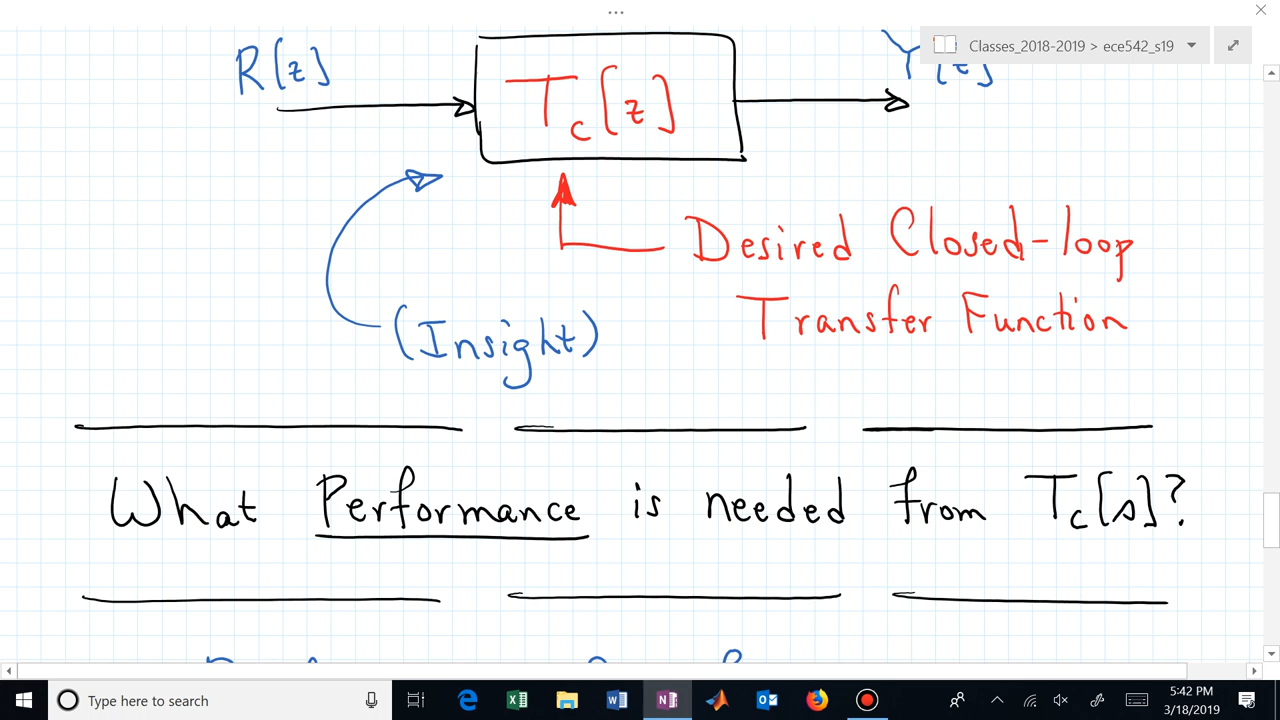 Classes_2018-2019 > ece542_s19
R[z]
T_c[z]
Y[z]
Desired Closed-loop
Transfer Function
(Insight)
What Performance is needed from T_c[s]?
Type here to search
5:42 PM
3/18/2019